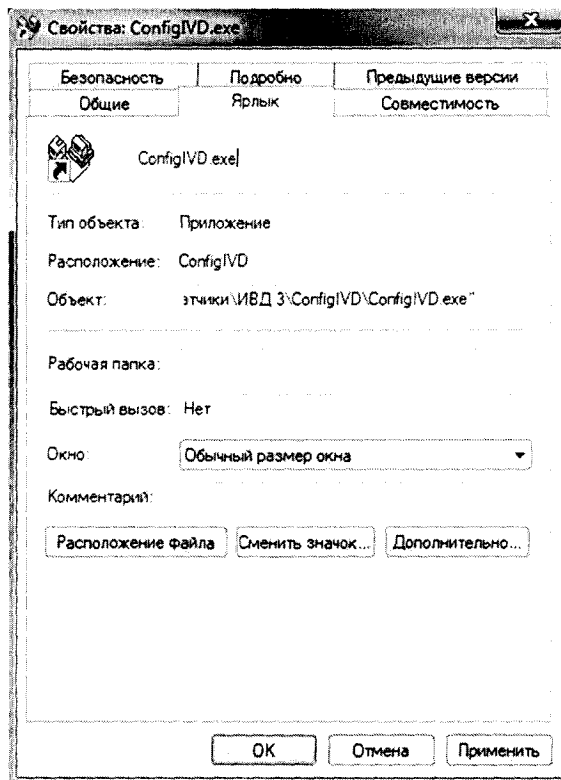 Свойства: ConfigIVD.exe
Безопасность Подробно Предыдущие версии
Общие Ярлык Совместимость
ConfigIVD.exe
Тип объекта: Приложение
Расположение: ConfigIVD
Объект: этчики\ИВД 3\ConfigIVD\ConfigIVD.exe"
Рабочая папка:
Быстрый вызов: Нет
Окно: Обычный размер окна
Комментарий:
Расположение файла Сменить значок... Дополнительно...
OK Отмена Применить